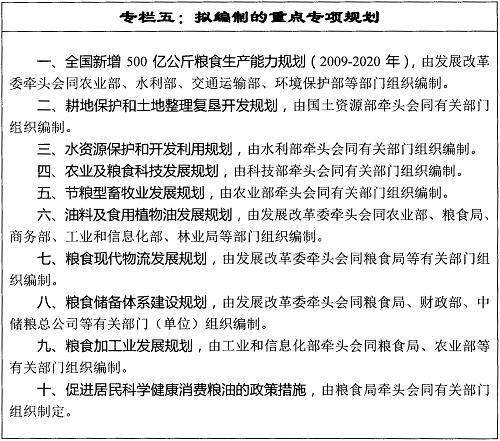 专栏五：拟编制的重点专项规划
一、全国新增 500 亿公斤粮食生产能力规划（2009-2020 年），由发展改革
委牵头会同农业部、水利部、交通运输部、环境保护部等部门组织编制。
二、耕地保护和土地整理复垦开发规划，由国土资源部牵头会同有关部门
组织编制。
三、水资源保护和开发利用规划，由水利部牵头会同有关部门组织编制。
四、农业及粮食科技发展规划，由科技部牵头会同有关部门组织编制。
五、节粮型畜牧业发展规划，由农业部牵头会同有关部门组织编制。
六、油料及食用植物油发展规划，由发展改革委牵头会同农业部、粮食局、
商务部、工业和信息化部、林业局等部门组织编制。
七、粮食现代物流发展规划，由发展改革委牵头会同粮食局等有关部门组
织编制。
八、粮食储备体系建设规划，由发展改革委牵头会同粮食局、财政部、中
储粮总公司等有关部门（单位）组织编制。
九、粮食加工业发展规划，由工业和信息化部牵头会同粮食局、农业部等
有关部门组织编制。
十、促进居民科学健康消费粮油的政策措施，由粮食局牵头会同有关部门
组织制定。